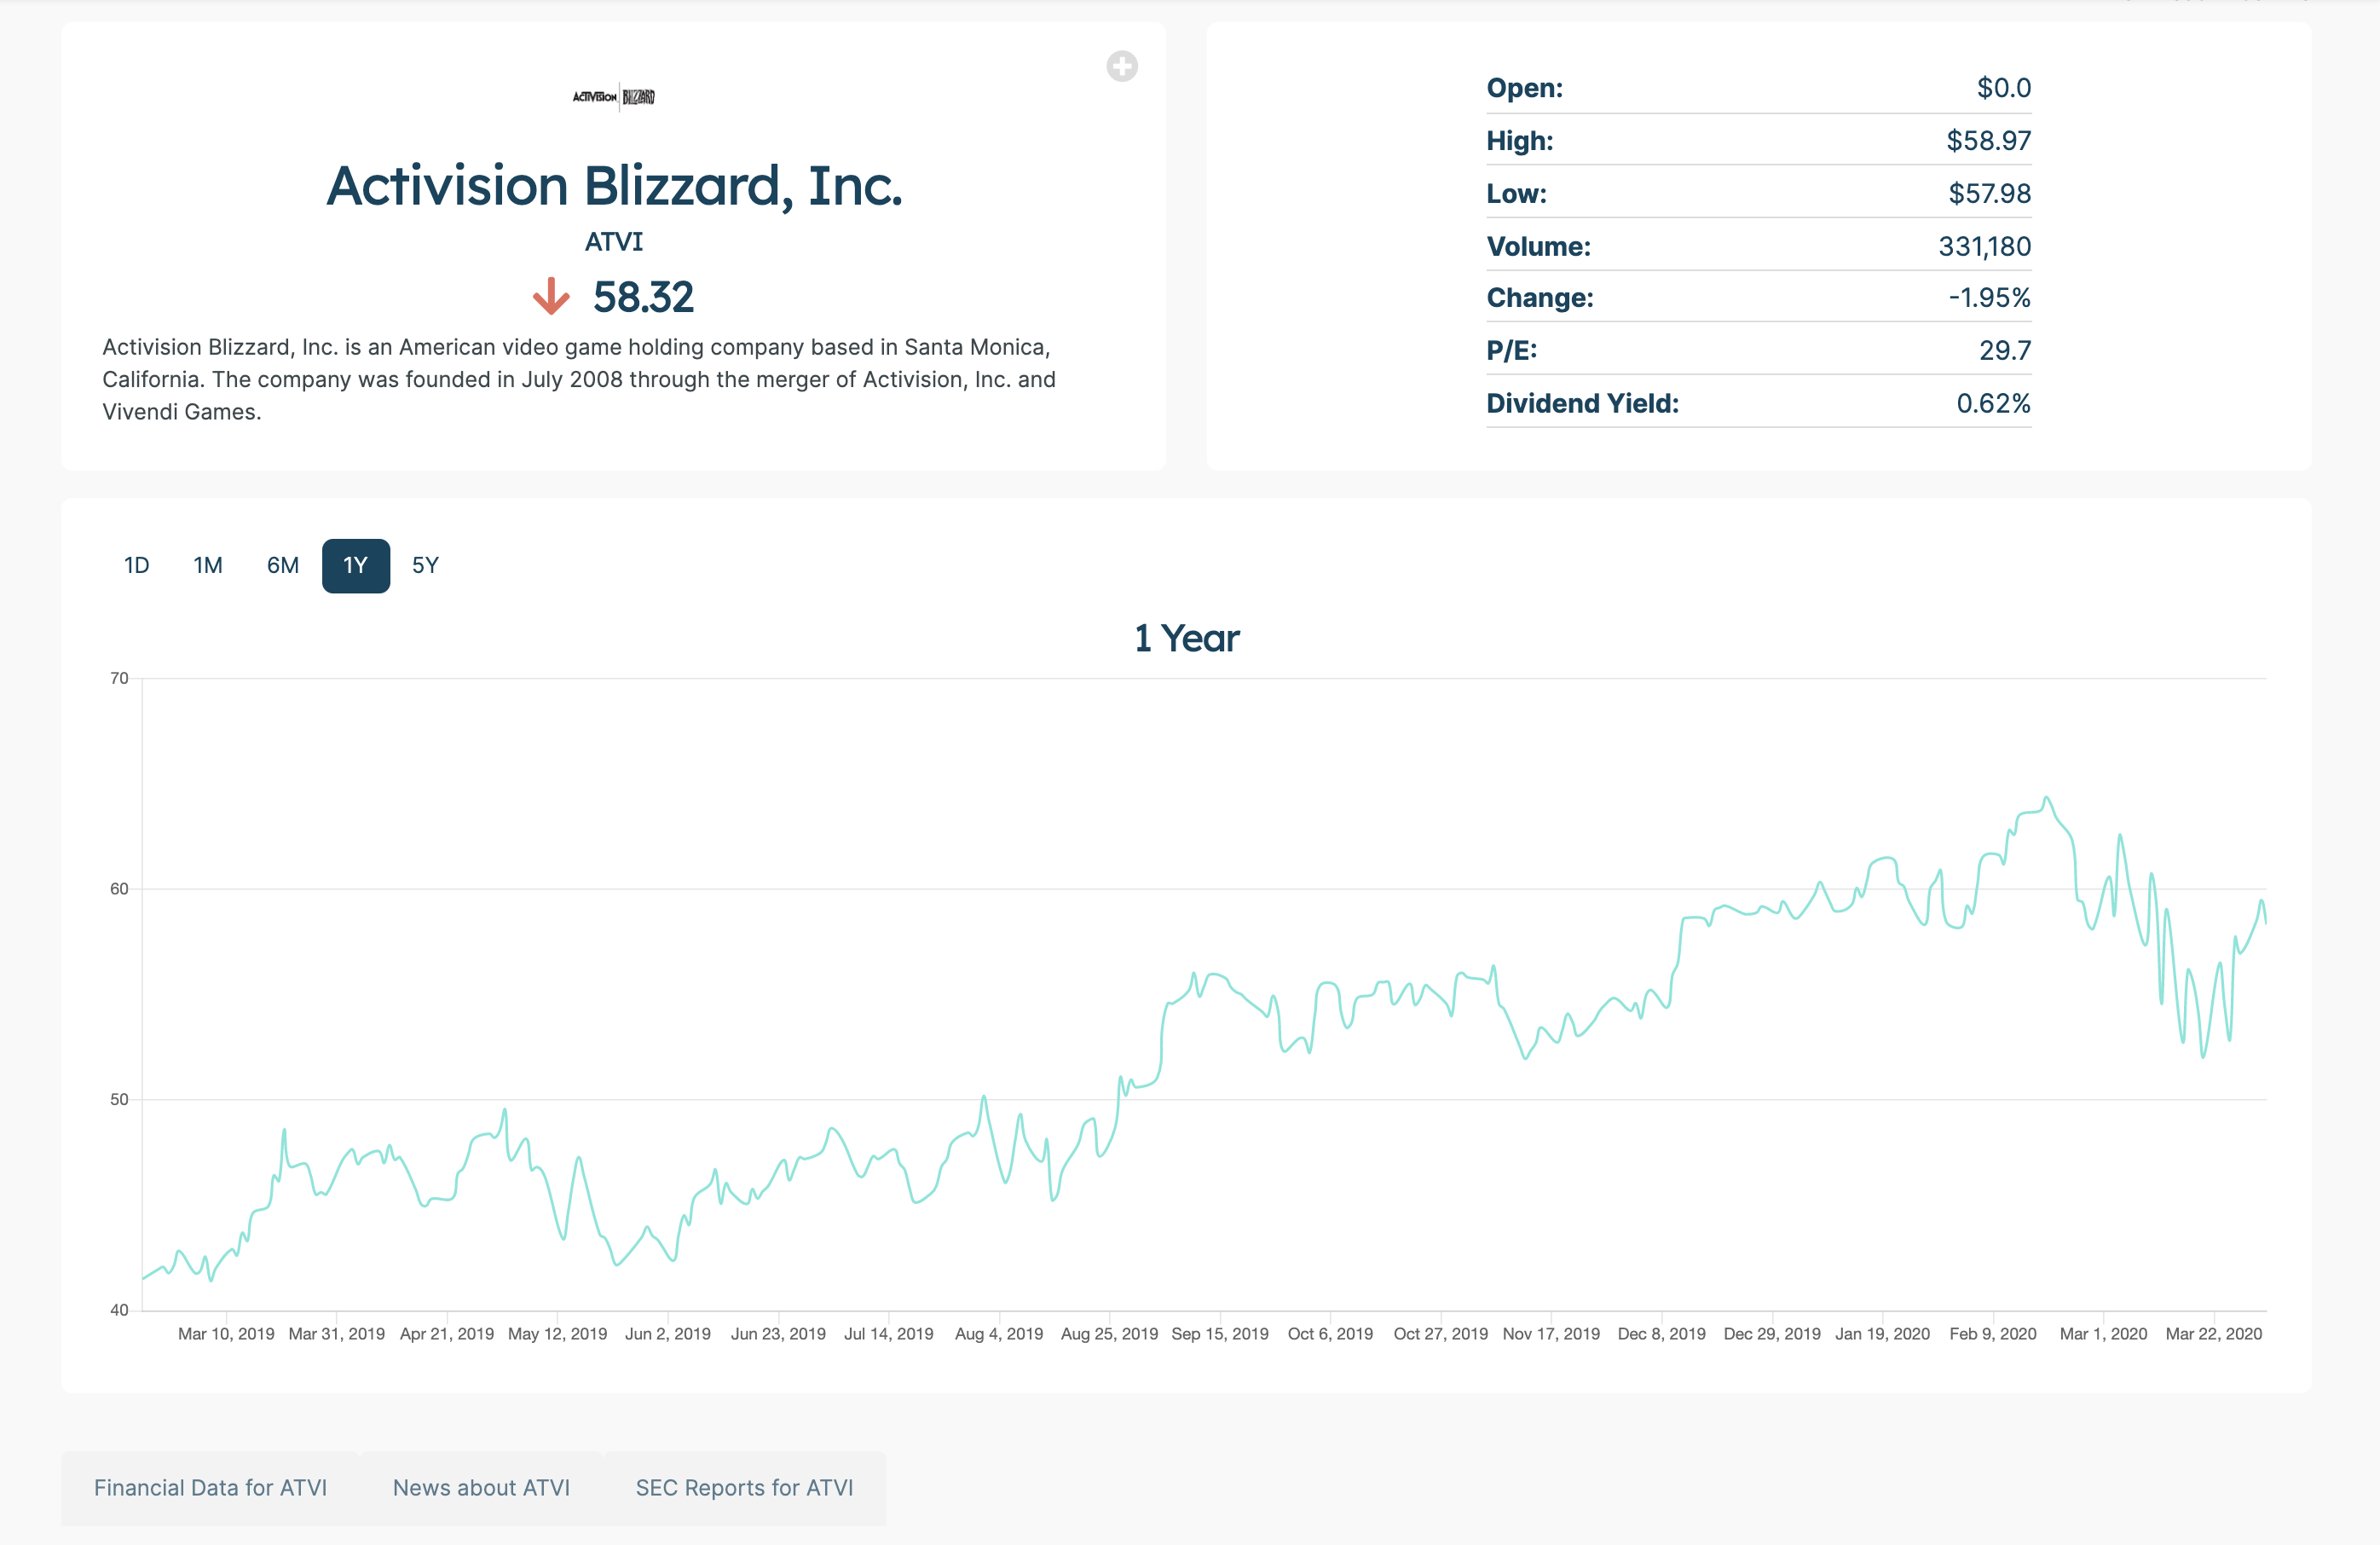 ACTIVISION BLIZZARD
Activision Blizzard, Inc.
ATVI
58.32
Activision Blizzard, Inc. is an American video game holding company based in Santa Monica,
California. The company was founded in July 2008 through the merger of Activision, Inc. and
Vivendi Games.
Open: $0.0
High: $58.97
Low: $57.98
Volume: 331,180
Change: -1.95%
P/E: 29.7
Dividend Yield: 0.62%
1D 1M 6M 1Y 5Y
1 Year
70
60
50
40
Mar 10, 2019 Mar 31, 2019 Apr 21, 2019 May 12, 2019 Jun 2, 2019 Jun 23, 2019 Jul 14, 2019 Aug 4, 2019 Aug 25, 2019 Sep 15, 2019 Oct 6, 2019 Oct 27, 2019 Nov 17, 2019 Dec 8, 2019 Dec 29, 2019 Jan 19, 2020 Feb 9, 2020 Mar 1, 2020 Mar 22, 2020
Financial Data for ATVI News about ATVI SEC Reports for ATVI